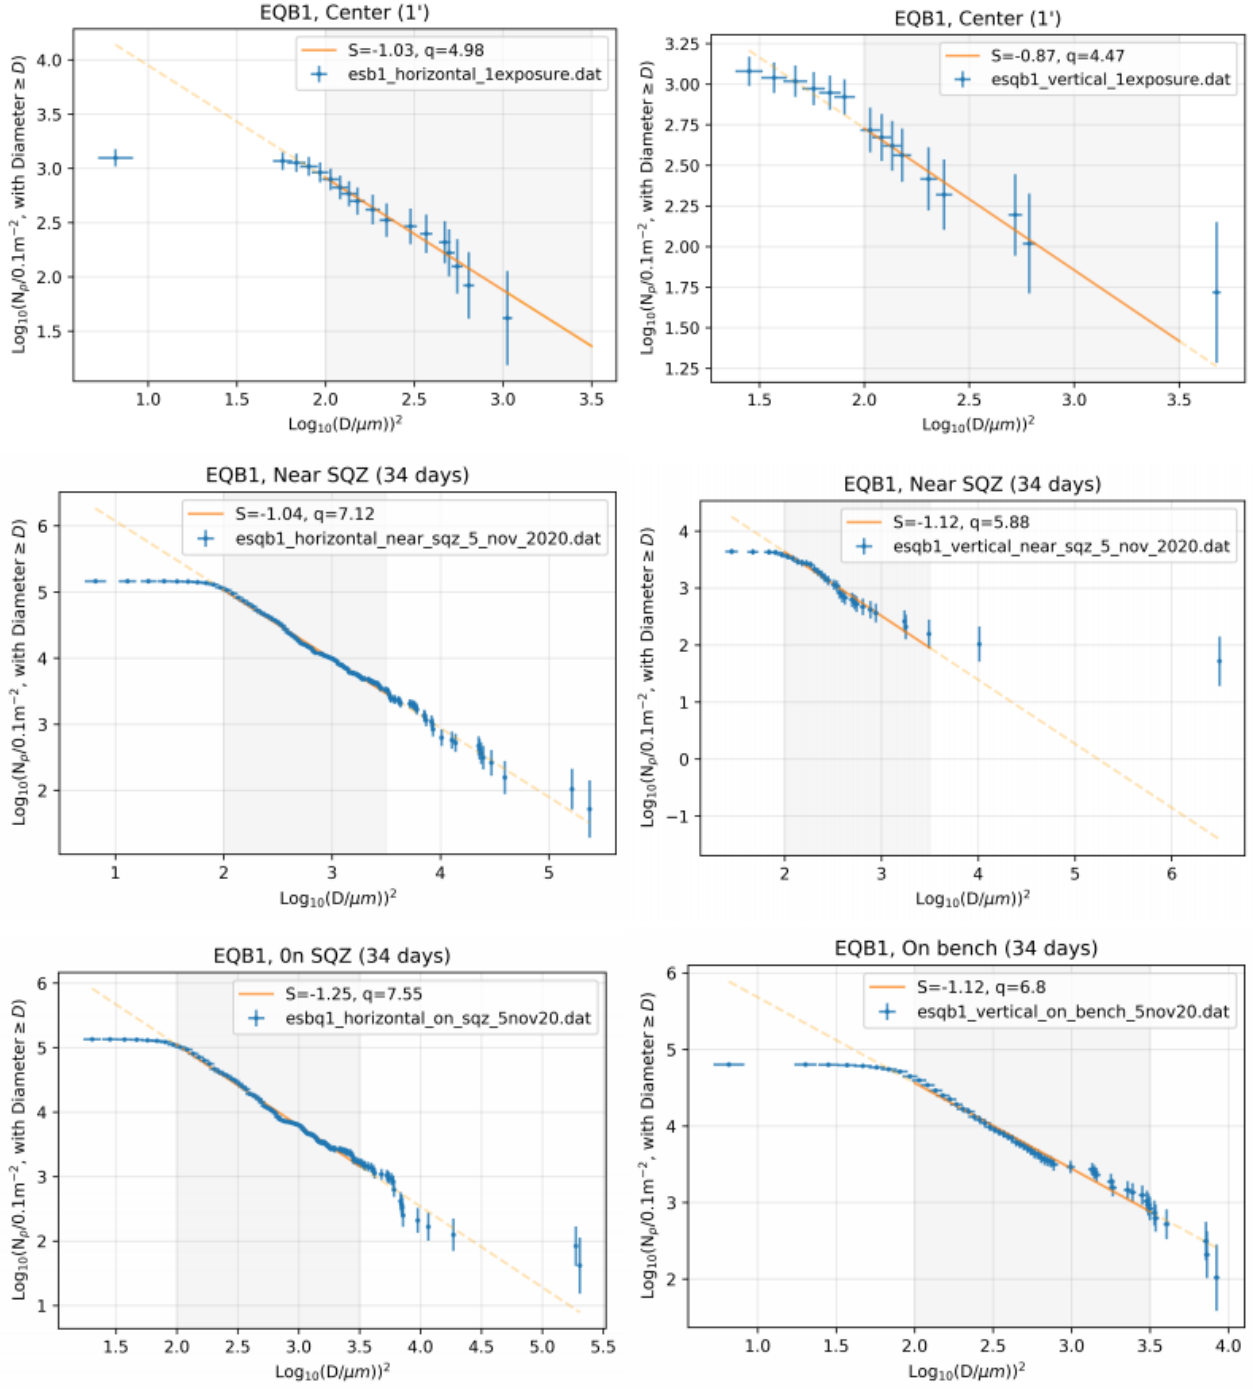 EQB1, Center (1')
S=-1.03, q=4.98
esb1_horizontal_1exposure.dat
Log10(Np/0.1m−2, with Diameter ≥ D)
4.0
3.5
3.0
2.5
2.0
1.5
1.0 1.5 2.0 2.5 3.0 3.5
Log10(D/μm))2
EQB1, Center (1')
S=-0.87, q=4.47
esqb1_vertical_1exposure.dat
Log10(Np/0.1m−2, with Diameter ≥ D)
3.25
3.00
2.75
2.50
2.25
2.00
1.75
1.50
1.25
1.5 2.0 2.5 3.0 3.5
Log10(D/μm))2
EQB1, Near SQZ (34 days)
S=-1.04, q=7.12
esqb1_horizontal_near_sqz_5_nov_2020.dat
Log10(Np/0.1m−2, with Diameter ≥ D)
6
5
4
3
2
1 2 3 4 5
Log10(D/μm))2
EQB1, Near SQZ (34 days)
S=-1.12, q=5.88
esqb1_vertical_near_sqz_5_nov_2020.dat
Log10(Np/0.1m−2, with Diameter ≥ D)
4
3
2
1
0
−1
2 3 4 5 6
Log10(D/μm))2
EQB1, 0n SQZ (34 days)
S=-1.25, q=7.55
esbq1_horizontal_on_sqz_5nov20.dat
Log10(Np/0.1m−2, with Diameter ≥ D)
6
5
4
3
2
1
1.5 2.0 2.5 3.0 3.5 4.0 4.5 5.0 5.5
Log10(D/μm))2
EQB1, On bench (34 days)
S=-1.12, q=6.8
esqb1_vertical_on_bench_5nov20.dat
Log10(Np/0.1m−2, with Diameter ≥ D)
6
5
4
3
2
1.0 1.5 2.0 2.5 3.0 3.5 4.0
Log10(D/μm))2